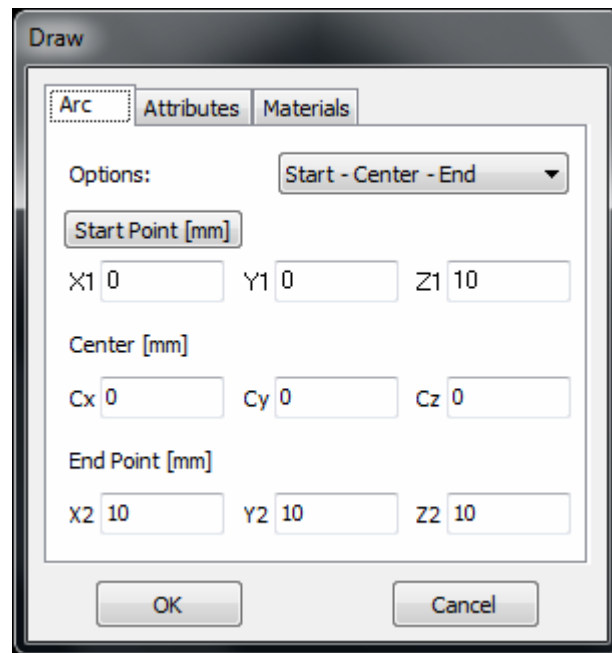 Draw
Arc Attributes Materials
Options: Start - Center - End
Start Point [mm]
X1 0 Y1 0 Z1 10
Center [mm]
Cx 0 Cy 0 Cz 0
End Point [mm]
X2 10 Y2 10 Z2 10
OK Cancel